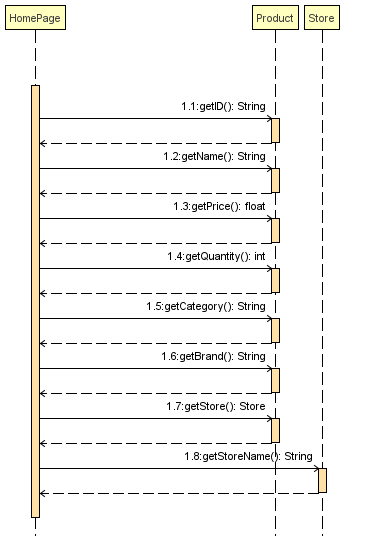 HomePage Product Store
1.1:getID(): String
1.2:getName(): String
1.3:getPrice(): float
1.4:getQuantity(): int
1.5:getCategory(): String
1.6:getBrand(): String
1.7:getStore(): Store
1.8:getStoreName(): String